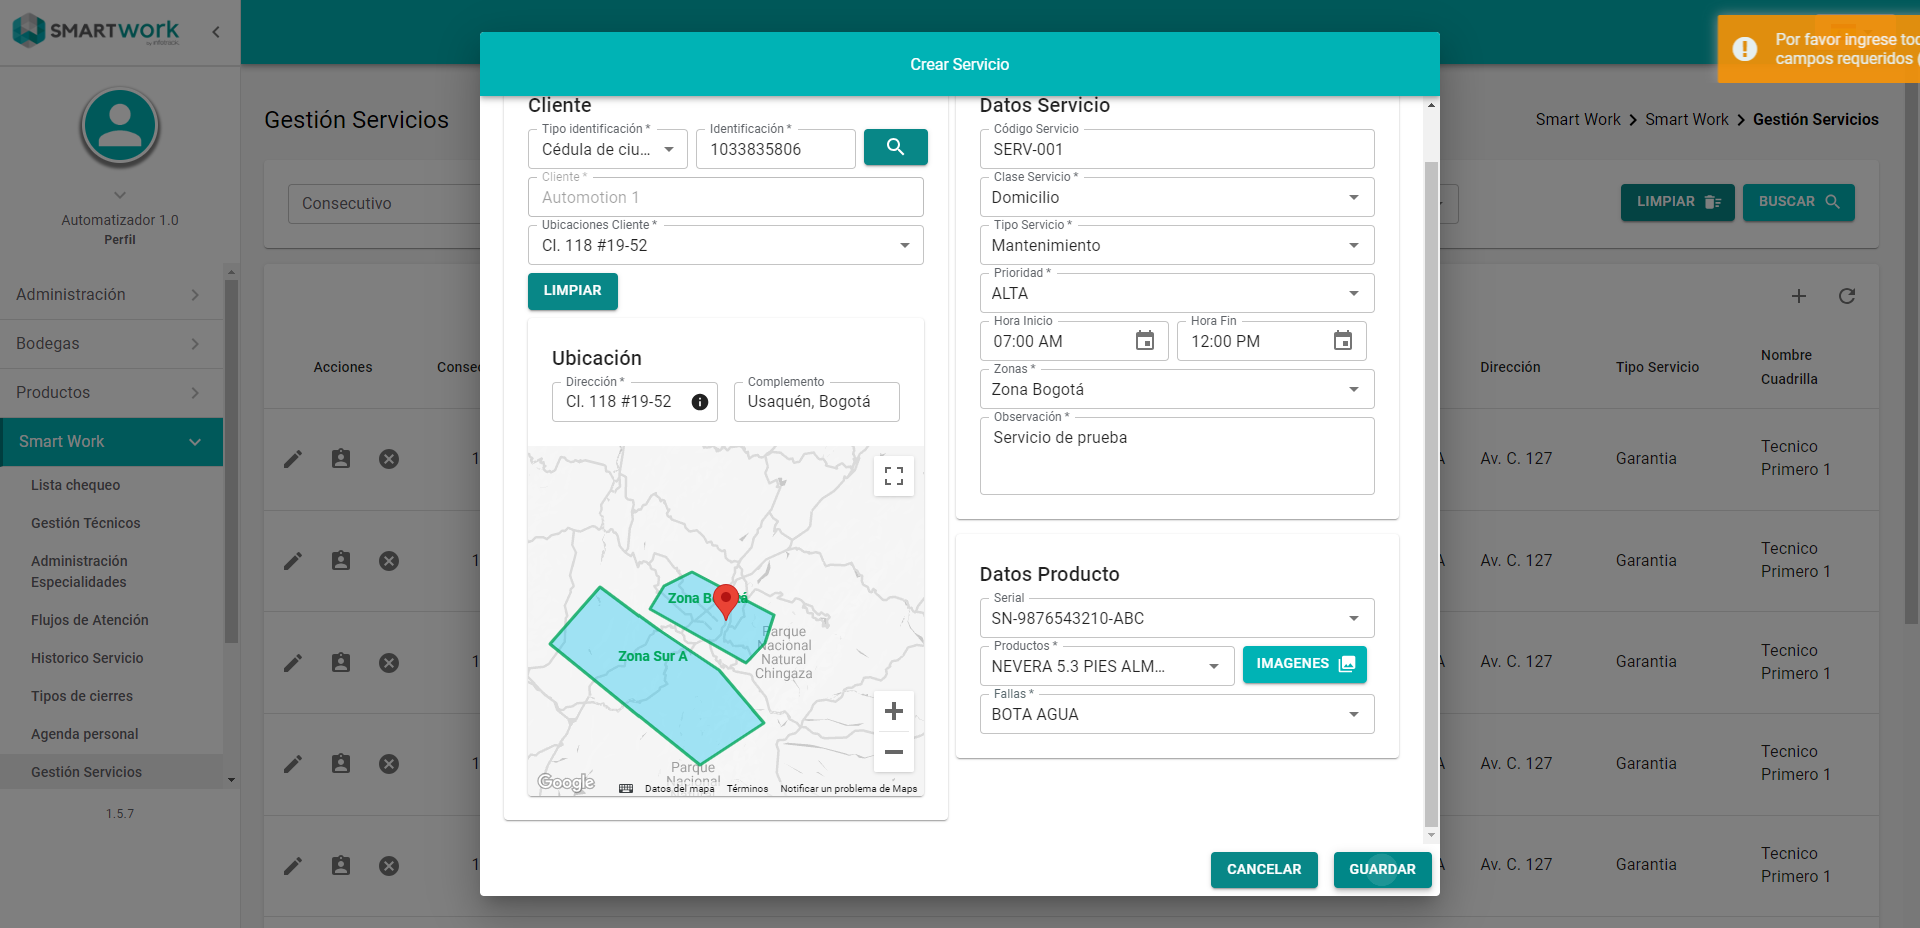 SMARTWORK
by infotrack
Automatizador 1.0
Perfil
Administración
Bodegas
Productos
Smart Work
Lista chequeo
Gestión Técnicos
Administración
Especialidades
Flujos de Atención
Historico Servicio
Tipos de cierres
Agenda personal
Gestión Servicios
1.5.7
Gestión Servicios
Smart Work
Smart Work
Gestión Servicios
Consecutivo
LIMPIAR
BUSCAR
Acciones
Dirección
Tipo Servicio
Nombre
Cuadrilla
Av. C. 127
Garantia
Tecnico
Primero 1
Av. C. 127
Garantia
Tecnico
Primero 1
Av. C. 127
Garantia
Tecnico
Primero 1
Av. C. 127
Garantia
Tecnico
Primero 1
Av. C. 127
Garantia
Tecnico
Primero 1
Por favor ingrese
campos requeridos
Crear Servicio
Cliente
Tipo identificación *
Cédula de ciu...
Identificación *
1033835806
Cliente *
Automotion 1
Ubicaciones Cliente *
Cl. 118 #19-52
LIMPIAR
Ubicación
Dirección *
Cl. 118 #19-52
Complemento
Usaquén, Bogotá
Zona Bogotá
Zona Sur A
Parque
Nacional
Natural
Chingaza
Parque
Nacional
Google
Datos del mapa
Términos
Notificar un problema de Maps
Datos Servicio
Código Servicio
SERV-001
Clase Servicio *
Domicilio
Tipo Servicio *
Mantenimiento
Prioridad *
ALTA
Hora Inicio
07:00 AM
Hora Fin
12:00 PM
Zonas *
Zona Bogotá
Observación *
Servicio de prueba
Datos Producto
Serial
SN-9876543210-ABC
Productos *
NEVERA 5.3 PIES ALM...
IMAGENES
Fallas *
BOTA AGUA
CANCELAR
GUARDAR